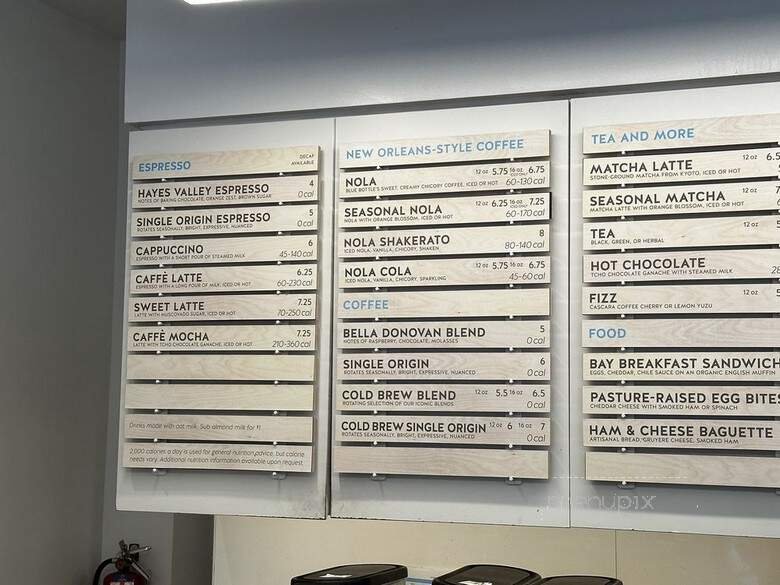 ESPRESSO DECAF AVAILABLE
HAYES VALLEY ESPRESSO 4
NOTES OF BAKING CHOCOLATE, ORANGE ZEST, BROWN SUGAR 0 cal
SINGLE ORIGIN ESPRESSO 5
ROTATES SEASONALLY, BRIGHT, EXPRESSIVE, NUANCED 0 cal
CAPPUCCINO 6
ESPRESSO WITH A SHORT POUR OF STEAMED MILK 45-140 cal
CAFFÈ LATTE 6.25
ESPRESSO WITH A LONG POUR OF MILK, ICED OR HOT 60-230 cal
SWEET LATTE 7.25
LATTE WITH MUSCOVADO SUGAR, ICED OR HOT 70-250 cal
CAFFÈ MOCHA 7.25
LATTE WITH TCHO CHOCOLATE GANACHE, ICED OR HOT 210-360 cal
Drinks made with oat milk. Sub almond milk for $1
2,000 calories a day is used for general nutrition advice, but calorie
needs vary. Additional nutrition information available upon request.
NEW ORLEANS-STYLE COFFEE
NOLA 12 oz 5.75 16 oz 6.75
BLUE BOTTLE'S SWEET, CREAMY CHICORY COFFEE, ICED OR HOT 60-130 cal
SEASONAL NOLA 12 oz 6.25 16 oz 7.25
NOLA WITH ORANGE BLOSSOM, ICED OR HOT 60-170 cal
NOLA SHAKERATO 8
ICED NOLA, VANILLA, CHICORY, SHAKEN 80-140 cal
NOLA COLA 12 oz 5.75 16 oz 6.75
ICED NOLA, VANILLA, CHICORY, SPARKLING 45-60 cal
COFFEE
BELLA DONOVAN BLEND 5
NOTES OF RASPBERRY, CHOCOLATE, MOLASSES 0 cal
SINGLE ORIGIN 6
ROTATES SEASONALLY, BRIGHT, EXPRESSIVE, NUANCED 0 cal
COLD BREW BLEND 12 oz 5.5 16 oz 6.5
ROTATING SELECTION OF OUR ICONIC BLENDS 0 cal
COLD BREW SINGLE ORIGIN 12 oz 6 16 oz 7
ROTATES SEASONALLY, BRIGHT, EXPRESSIVE, NUANCED 0 cal
TEA AND MORE
MATCHA LATTE 12 oz 6.5
STONE-GROUND MATCHA FROM KYOTO, ICED OR HOT
SEASONAL MATCHA 12 oz
MATCHA LATTE WITH ORANGE BLOSSOM, ICED OR HOT
TEA 12 oz
BLACK, GREEN, OR HERBAL
HOT CHOCOLATE
TCHO CHOCOLATE GANACHE WITH STEAMED MILK
FIZZ 12 oz
CASCARA COFFEE CHERRY OR LEMON YUZU
FOOD
BAY BREAKFAST SANDWICH
EGGS, CHEDDAR, CHILE SAUCE ON AN ORGANIC ENGLISH MUFFIN
PASTURE-RAISED EGG BITES
CHEDDAR CHEESE WITH SMOKED HAM OR SPINACH
HAM & CHEESE BAGUETTE
ARTISANAL BREAD, GRUYERE CHEESE, SMOKED HAM